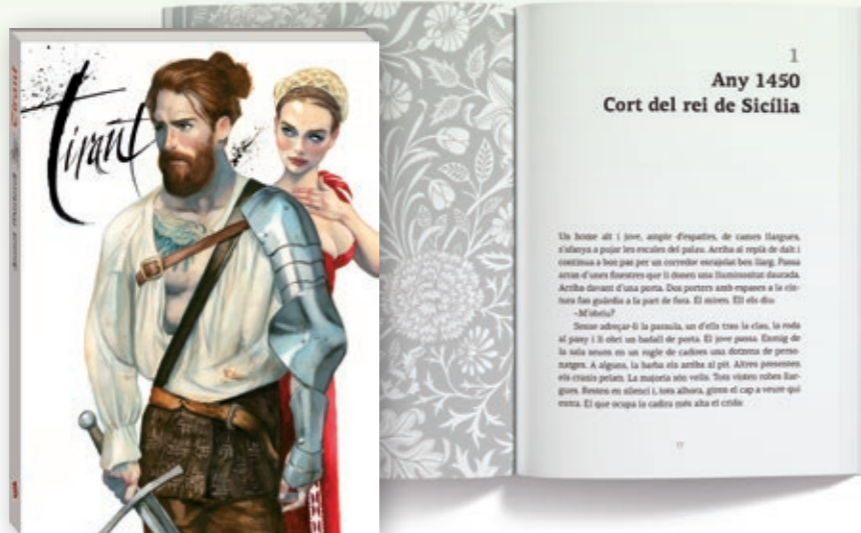 tirant
1
Any 1450
Cort del rei de Sicília
Un home alt i jove, ample d'espatlles, de cames llargues,
s'afanya a pujar les escales del palau. Arriba al replà de dalt i
continua a bon pas per un corredor enrajolat ben llarg. Passa
arran d'unes finestres que li donen una lluminositat daurada.
Arriba davant d'una porta. Dos porters amb espases a la cin-
tura fan guàrdia a la part de fora. El miren. Ell els diu:
–M'obriu?
Sense adreçar-li la paraula, un d'ells tras la clau, la roda
al pany i li obri un badall de porta. El jove passa. Enmig de
la sala seuen en un rogle de cadires una dotzena de perso-
natges. A alguns, la barba els arriba al pit. Altres presenten
els cranis pelats. La majoria són vells. Tots visten robes llar-
gues. Resten en silenci i, tots alhora, giren el cap a veure qui
entra. El que ocupa la cadira més alta el crida: